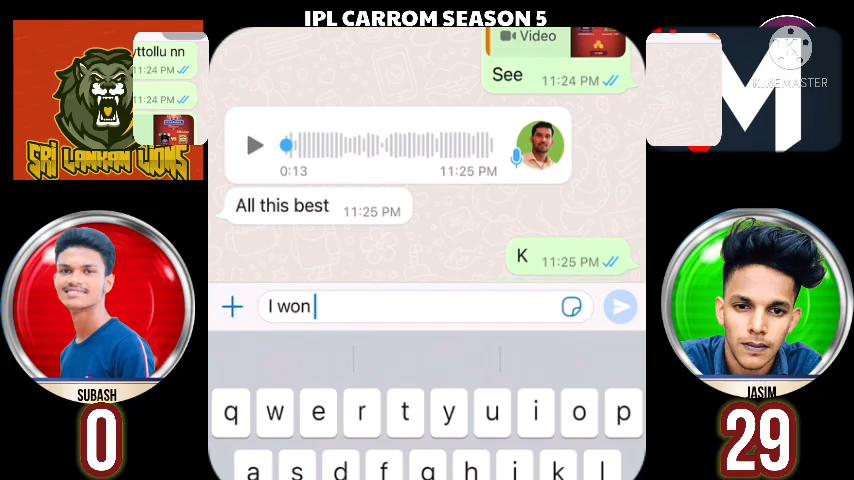 IPL CARROM SEASON 5
yttollu nn
11:24 PM
11:24 PM
SRI LANKAN LIONS
Video
See
11:24 PM
0:13
11:25 PM
All this best
11:25 PM
K
11:25 PM
I won
q w e r t y u i o p
a s d f g h j k l
M
KINEMASTER
SUBASH
0
JASIM
29